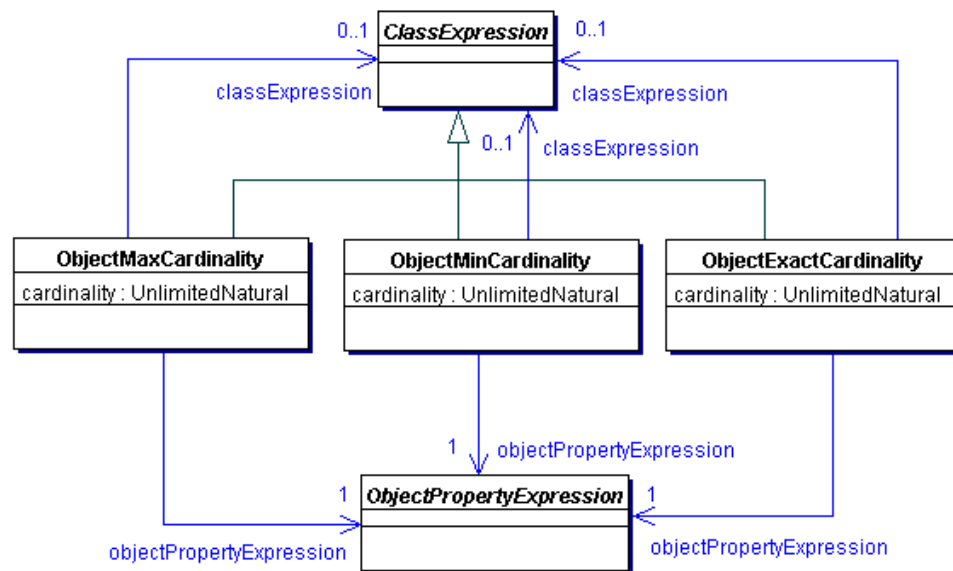 0..1
ClassExpression
0..1
classExpression
classExpression
0..1
classExpression
ObjectMaxCardinality
cardinality : UnlimitedNatural
ObjectMinCardinality
cardinality : UnlimitedNatural
ObjectExactCardinality
cardinality : UnlimitedNatural
1
objectPropertyExpression
1
ObjectPropertyExpression
1
objectPropertyExpression
objectPropertyExpression